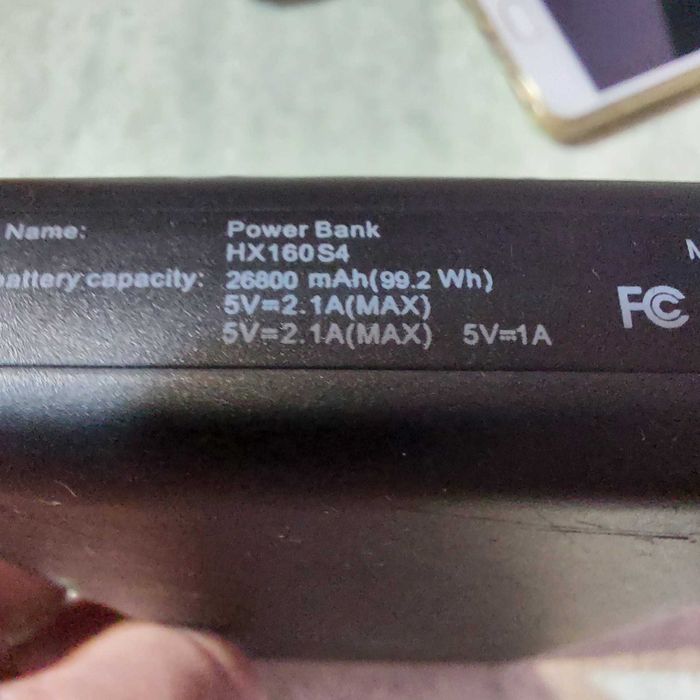 Name: Power Bank
HX160S4
battery capacity: 26800 mAh(99.2 Wh)
5V=2.1A(MAX)
5V=2.1A(MAX) 5V=1A
FC